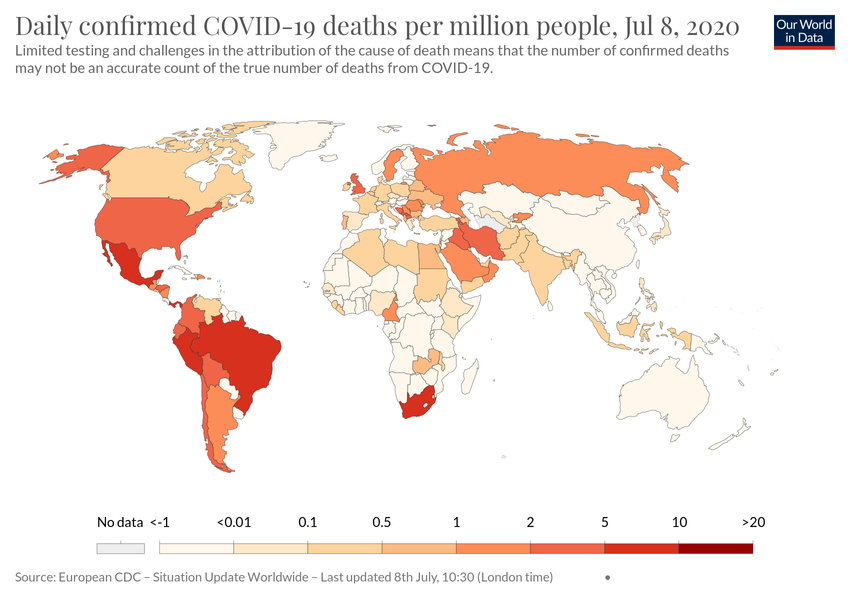 Daily confirmed COVID-19 deaths per million people, Jul 8, 2020
Our World
in Data
Limited testing and challenges in the attribution of the cause of death means that the number of confirmed deaths
may not be an accurate count of the true number of deaths from COVID-19.
No data <-1 <0.01 0.1 0.5 1 2 5 10 >20
Source: European CDC – Situation Update Worldwide – Last updated 8th July, 10:30 (London time) •